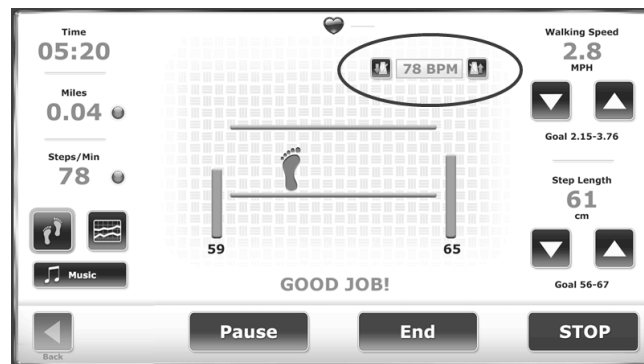 Time
05:20
Miles
0.04
Steps/Min
78
Music
78 BPM
59
65
GOOD JOB!
Walking Speed
2.8
MPH
Goal 2.15-3.76
Step Length
61
cm
Goal 56-67
Back
Pause
End
STOP